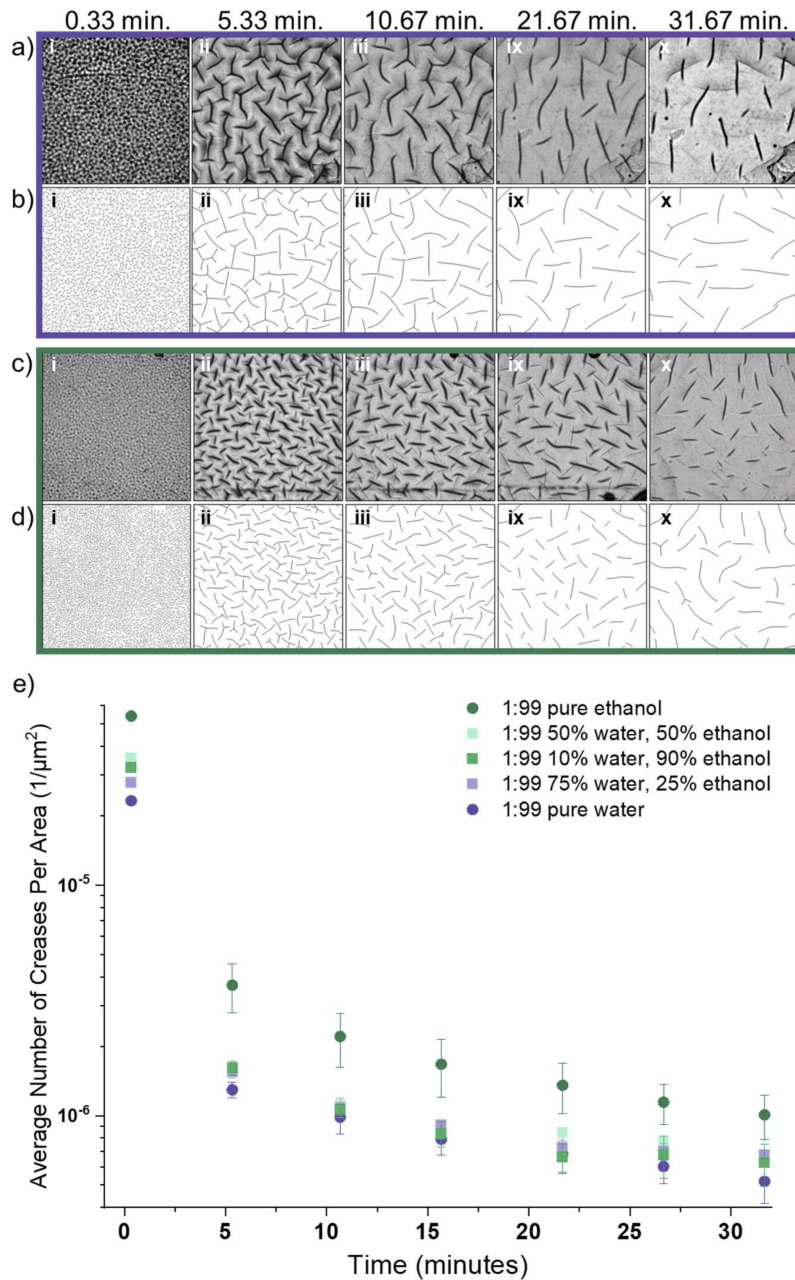 0.33 min. 5.33 min. 10.67 min. 21.67 min. 31.67 min.
a) i ii iii ix x
b) i ii iii ix x
c) i ii iii ix x
d) i ii iii ix x
e)
1:99 pure ethanol
1:99 50% water, 50% ethanol
1:99 10% water, 90% ethanol
1:99 75% water, 25% ethanol
1:99 pure water
Average Number of Creases Per Area (1/µm²)
10⁻⁵
10⁻⁶
0 5 10 15 20 25 30
Time (minutes)